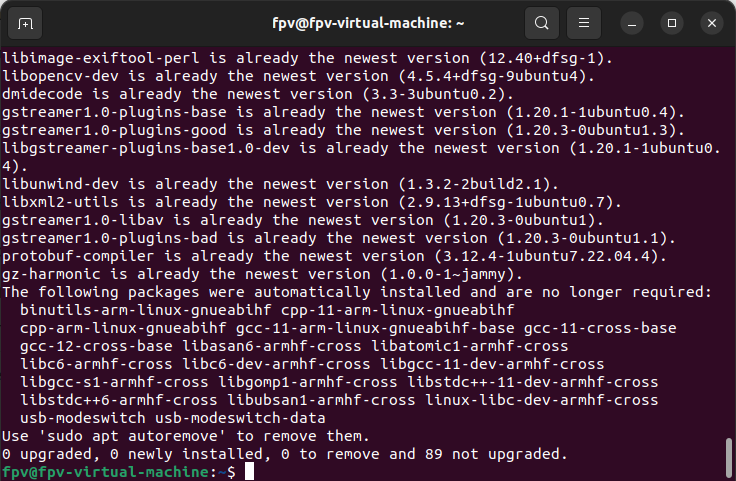 fpv@fpv-virtual-machine: ~
libimage-exiftool-perl is already the newest version (12.40+dfsg-1).
libopencv-dev is already the newest version (4.5.4+dfsg-9ubuntu4).
dmidecode is already the newest version (3.3-3ubuntu0.2).
gstreamer1.0-plugins-base is already the newest version (1.20.1-1ubuntu0.4).
gstreamer1.0-plugins-good is already the newest version (1.20.3-0ubuntu1.3).
libgstreamer-plugins-base1.0-dev is already the newest version (1.20.1-1ubuntu0.
4).
libunwind-dev is already the newest version (1.3.2-2build2.1).
libxml2-utils is already the newest version (2.9.13+dfsg-1ubuntu0.7).
gstreamer1.0-libav is already the newest version (1.20.3-0ubuntu1).
gstreamer1.0-plugins-bad is already the newest version (1.20.3-0ubuntu1.1).
protobuf-compiler is already the newest version (3.12.4-1ubuntu7.22.04.4).
gz-harmonic is already the newest version (1.0.0-1~jammy).
The following packages were automatically installed and are no longer required:
  binutils-arm-linux-gnueabihf cpp-11-arm-linux-gnueabihf
  cpp-arm-linux-gnueabihf gcc-11-arm-linux-gnueabihf-base gcc-11-cross-base
  gcc-12-cross-base libasan6-armhf-cross libatomic1-armhf-cross
  libc6-armhf-cross libc6-dev-armhf-cross libgcc-11-dev-armhf-cross
  libgcc-s1-armhf-cross libgomp1-armhf-cross libstdc++-11-dev-armhf-cross
  libstdc++6-armhf-cross libubsan1-armhf-cross linux-libc-dev-armhf-cross
  usb-modeswitch usb-modeswitch-data
Use 'sudo apt autoremove' to remove them.
0 upgraded, 0 newly installed, 0 to remove and 89 not upgraded.
fpv@fpv-virtual-machine:~$